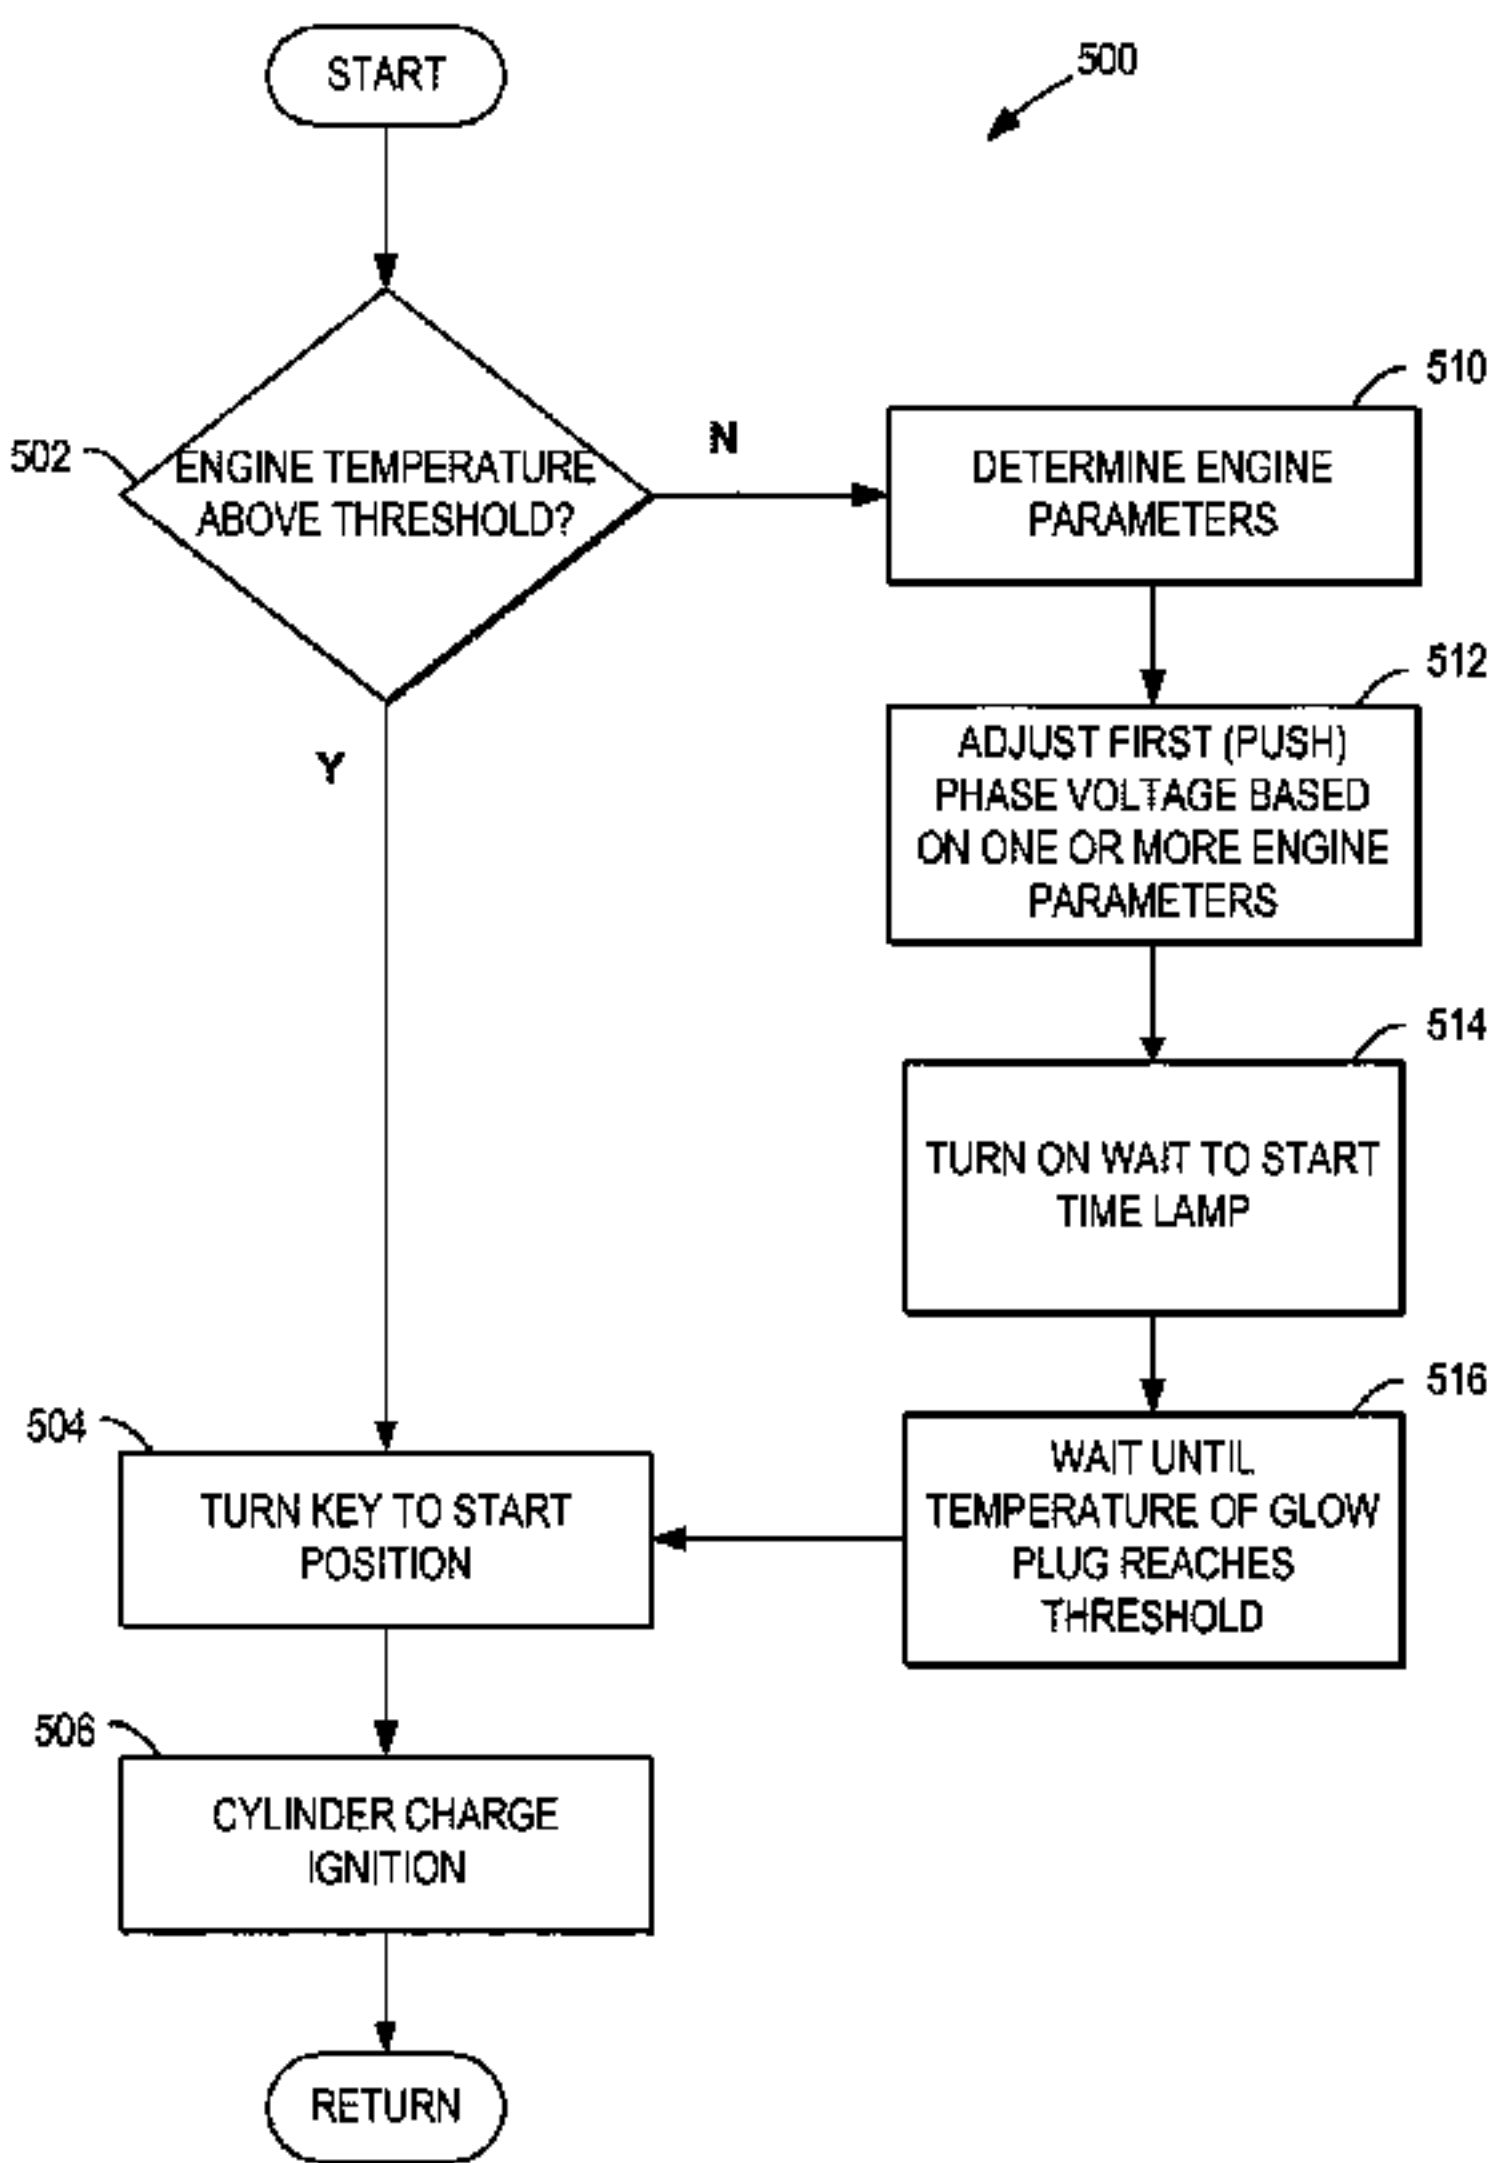 START
500
502
ENGINE TEMPERATURE
ABOVE THRESHOLD?
N
Y
510
DETERMINE ENGINE
PARAMETERS
512
ADJUST FIRST (PUSH)
PHASE VOLTAGE BASED
ON ONE OR MORE ENGINE
PARAMETERS
514
TURN ON WAIT TO START
TIME LAMP
516
WAIT UNTIL
TEMPERATURE OF GLOW
PLUG REACHES
THRESHOLD
504
TURN KEY TO START
POSITION
506
CYLINDER CHARGE
IGNITION
RETURN